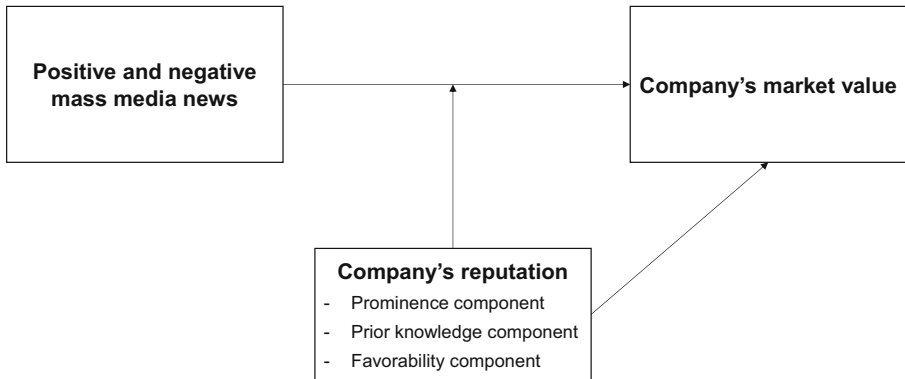 Positive and negative
mass media news
Company’s market value
Company’s reputation
- Prominence component
- Prior knowledge component
- Favorability component